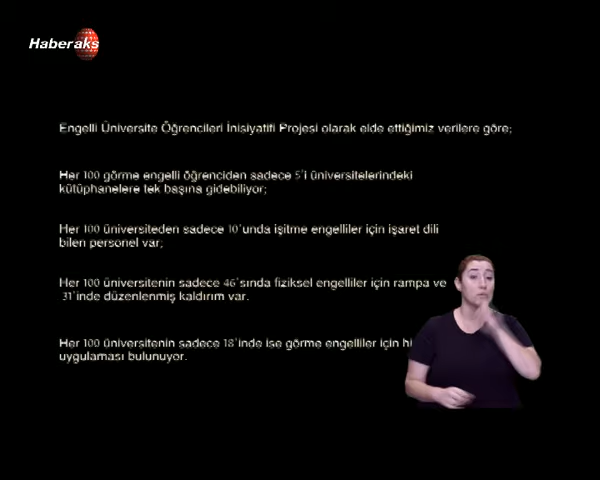 Haberaks
Engelli Üniversite Öğrencileri İnisiyatifi Projesi olarak elde ettiğimiz verilere göre;
Her 100 görme engelli öğrenciden sadece 5'i üniversitelerindeki
kütüphanelere tek başına gidebiliyor;
Her 100 üniversiteden sadece 10'unda işitme engelliler için işaret dili
bilen personel var;
Her 100 üniversitenin sadece 46'sında fiziksel engelliler için rampa ve
31'inde düzenlenmiş kaldırım var.
Her 100 üniversitenin sadece 18'inde ise görme engelliler için
uygulaması bulunuyor.